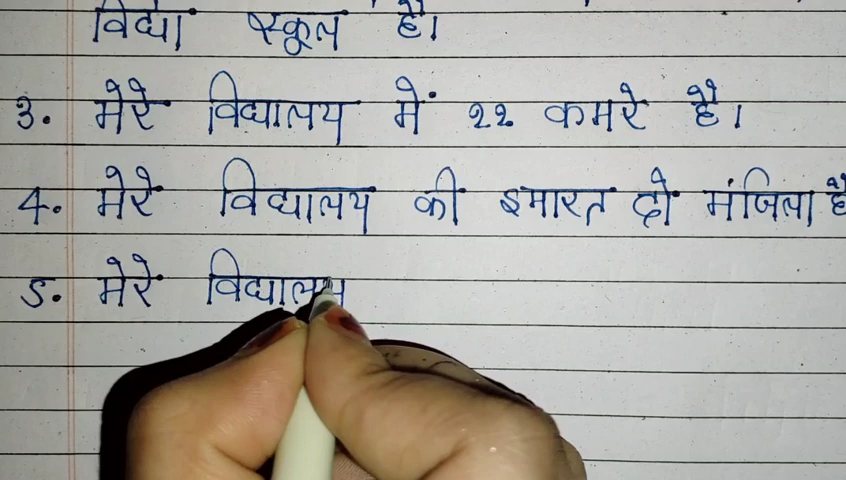 विद्या स्कूल है।
3. मेरे विद्यालय में २२ कमरे है।
4. मेरे विद्यालय की इमारत दो मंजिला है
5. मेरे विद्यालय